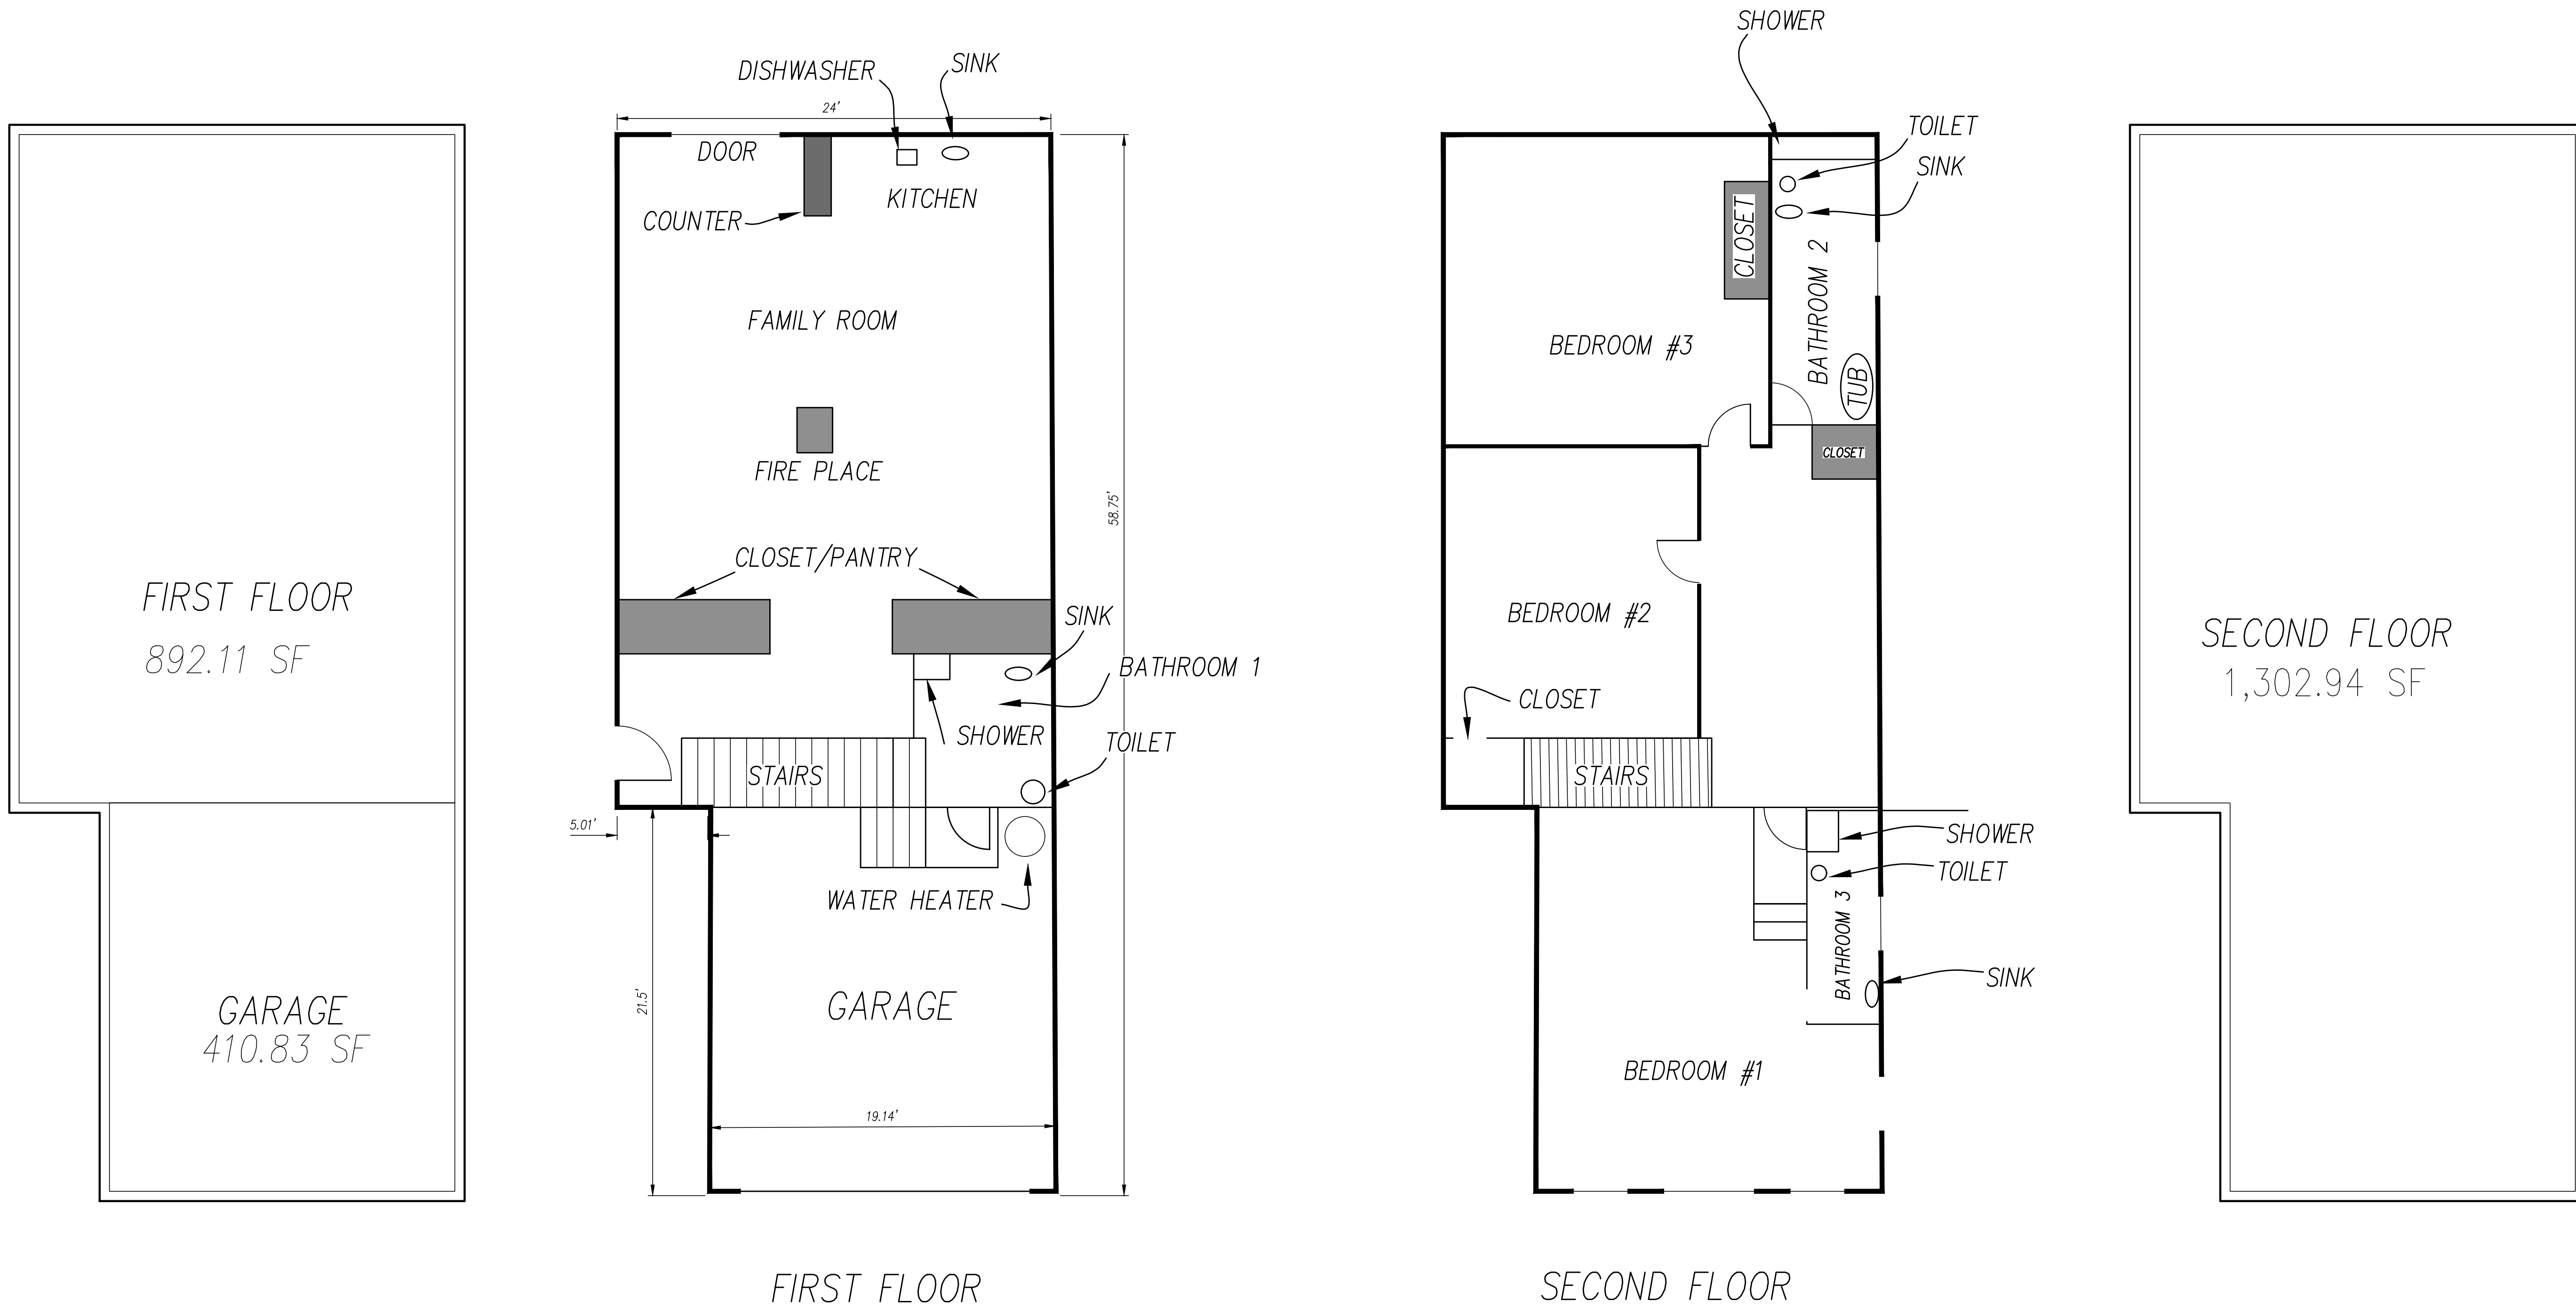 FIRST FLOOR
892.11 SF
GARAGE
410.83 SF
DISHWASHER
SINK
24'
DOOR
COUNTER
KITCHEN
FAMILY ROOM
FIRE PLACE
58.75'
CLOSET/PANTRY
SINK
BATHROOM 1
SHOWER
TOILET
STAIRS
5.01'
WATER HEATER
21.5'
GARAGE
19.14'
FIRST FLOOR
SHOWER
TOILET
SINK
CLOSET
BATHROOM 2
BEDROOM #3
TUB
CLOSET
BEDROOM #2
CLOSET
STAIRS
SHOWER
TOILET
BATHROOM 3
SINK
BEDROOM #1
SECOND FLOOR
SECOND FLOOR
1,302.94 SF